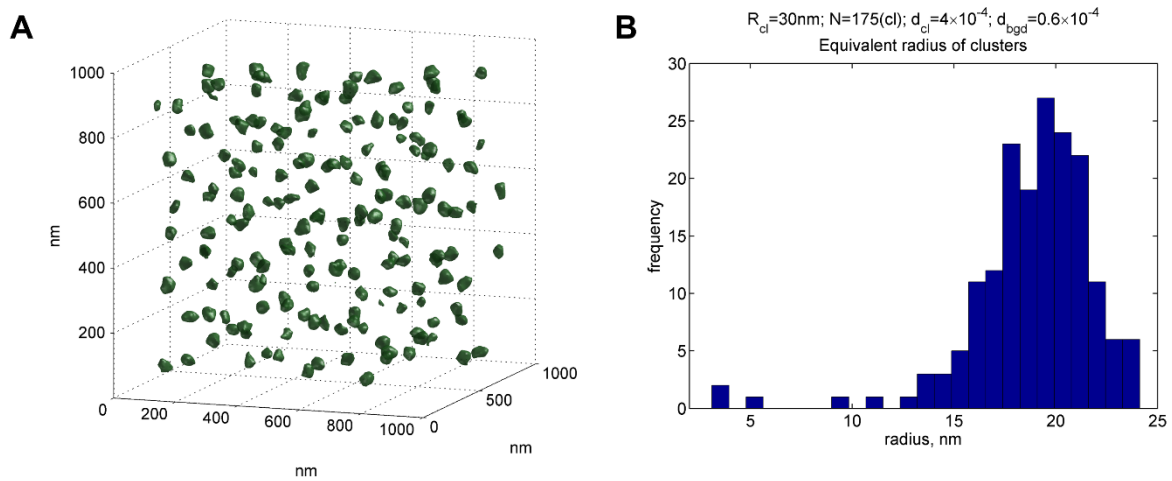 A
1000
800
600
400
200
0
200
400
600
800
1000
0
500
1000
nm
nm
nm
B
R_cl=30nm; N=175(cl); d_cl=4×10^-4; d_bgd=0.6×10^-4
Equivalent radius of clusters
30
25
20
15
10
5
0
5
10
15
20
25
frequency
radius, nm